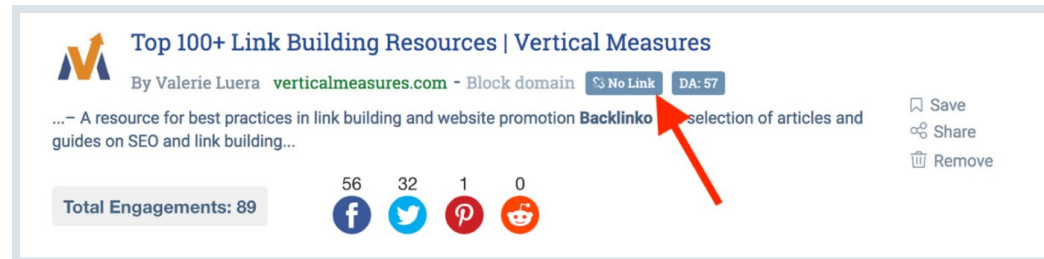 Top 100+ Link Building Resources | Vertical Measures
By Valerie Luera verticalmeasures.com - Block domain No Link DA: 57
...– A resource for best practices in link building and website promotion Backlinko selection of articles and
guides on SEO and link building...
Save
Share
Remove
Total Engagements: 89
56 32 1 0